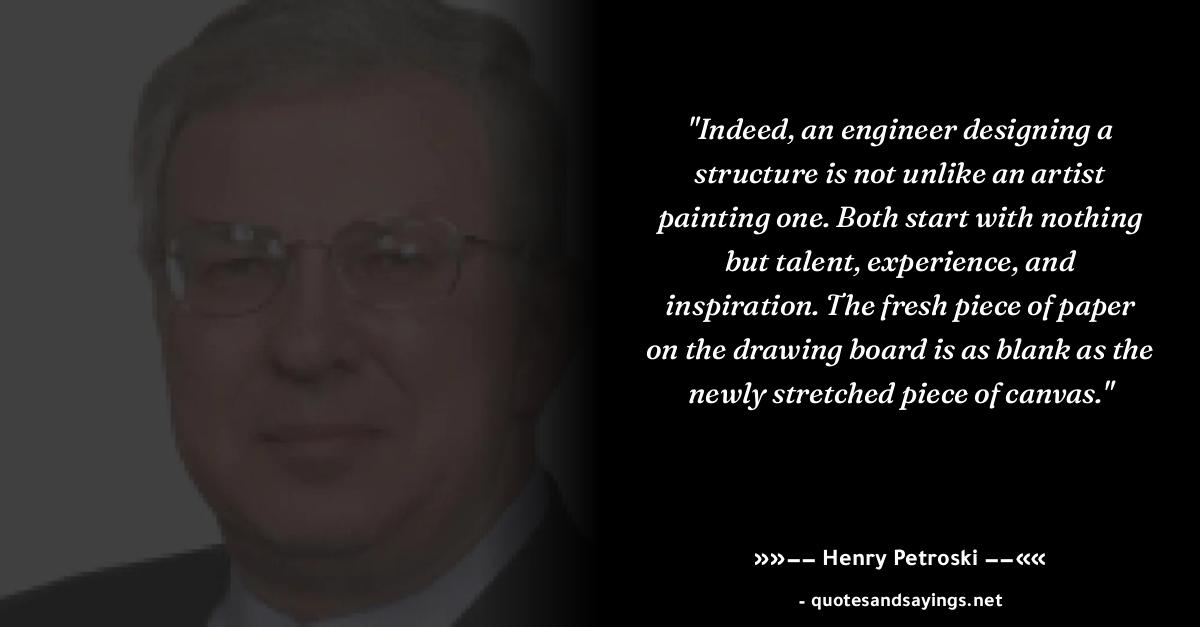 "Indeed, an engineer designing a
structure is not unlike an artist
painting one. Both start with nothing
but talent, experience, and
inspiration. The fresh piece of paper
on the drawing board is as blank as the
newly stretched piece of canvas."
»»−− Henry Petroski −−««
- quotesandsayings.net